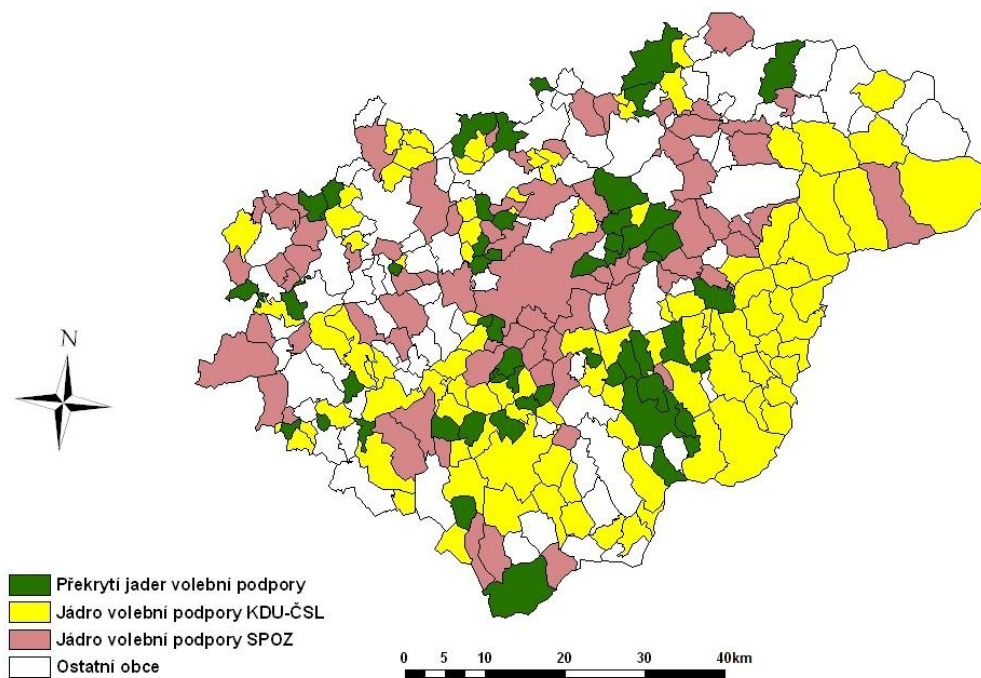 N
Překrytí jader volební podpory
Jádro volební podpory KDU-ČSL
Jádro volební podpory SPOZ
Ostatní obce
0 5 10 20 30 40km